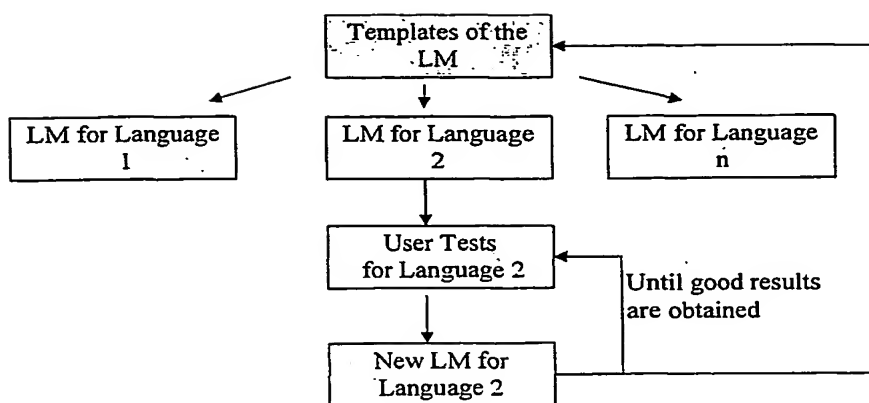 Templates of the
LM
LM for Language
1
LM for Language
2
LM for Language
n
User Tests
for Language 2
Until good results
are obtained
New LM for
Language 2